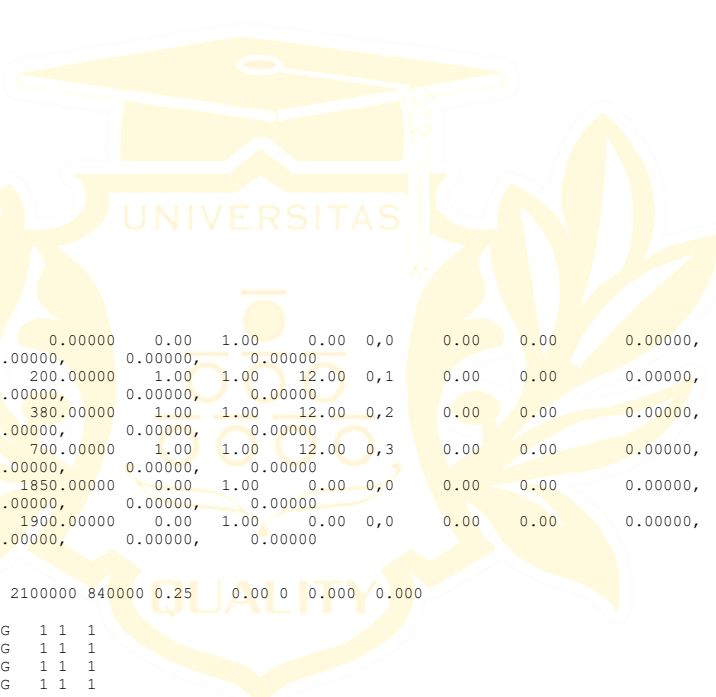 UNIVERSITAS
0.00000 0.00 1.00 0.00 0,0 0.00 0.00 0.00000,
.00000, 0.00000, 0.00000
200.00000 1.00 1.00 12.00 0,1 0.00 0.00 0.00000,
.00000, 0.00000, 0.00000
380.00000 1.00 1.00 12.00 0,2 0.00 0.00 0.00000,
.00000, 0.00000, 0.00000
700.00000 1.00 1.00 12.00 0,3 0.00 0.00 0.00000,
.00000, 0.00000, 0.00000
1850.00000 0.00 1.00 0.00 0,0 0.00 0.00 0.00000,
.00000, 0.00000, 0.00000
1900.00000 0.00 1.00 0.00 0,0 0.00 0.00 0.00000,
.00000, 0.00000, 0.00000
2100000 840000 0.25 0.00 0 0.000 0.000
QUALITY
G 1 1 1
G 1 1 1
G 1 1 1
G 1 1 1